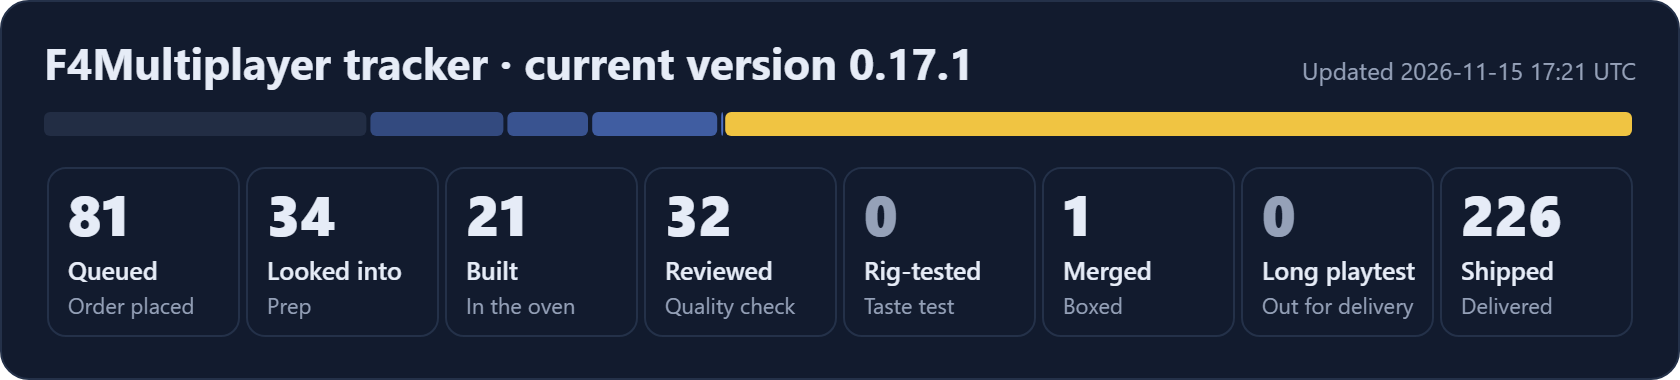 F4Multiplayer tracker · current version 0.17.1
Updated 2026-11-15 17:21 UTC
81
Queued
Order placed
34
Looked into
Prep
21
Built
In the oven
32
Reviewed
Quality check
0
Rig-tested
Taste test
1
Merged
Boxed
0
Long playtest
Out for delivery
226
Shipped
Delivered